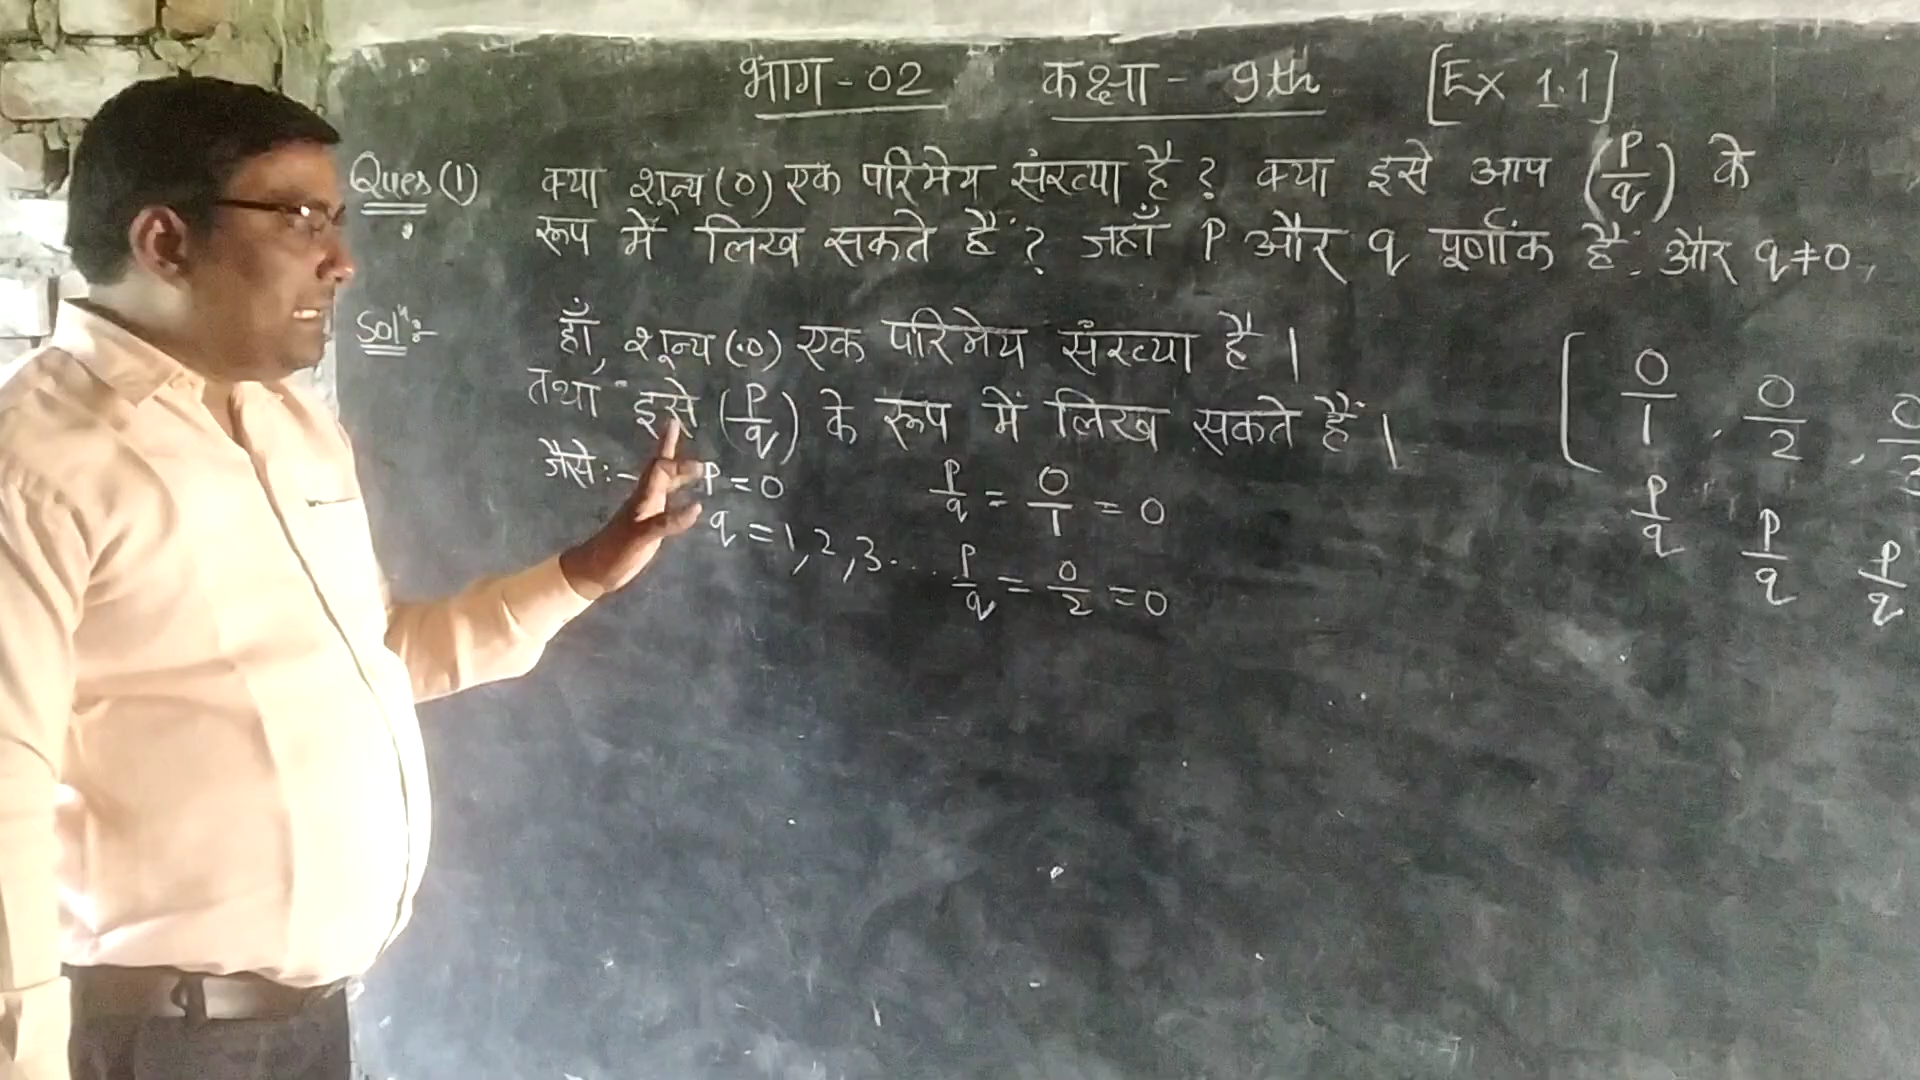 भाग-02 कक्षा - 9th [Ex 1.1]
Ques(1) क्या शून्य(0) एक परिमेय संख्या है? क्या इसे आप (p/q) के
रूप में लिख सकते हैं? जहाँ P और q पूर्णांक हैं. और q≠0,
Solⁿ:- हाँ, शून्य(0) एक परिमेय संख्या है।
तथा इसे (p/q) के रूप में लिख सकते हैं।
जैसे:- P=0 p/q = 0/1 = 0
q=1,2,3... p/q = 0/2 = 0
[0/1, 0/2, 0/3
p/q p/q p/q